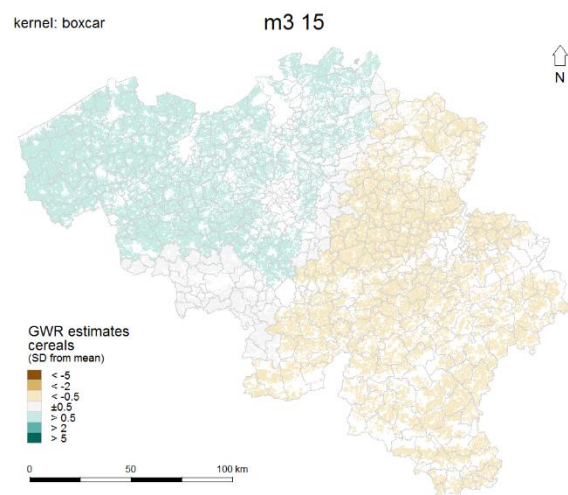 kernel: boxcar
m3 15
N
GWR estimates
cereals
(SD from mean)
< -5
< -2
< -0.5
±0.5
> 0.5
> 2
> 5
0 50 100 km